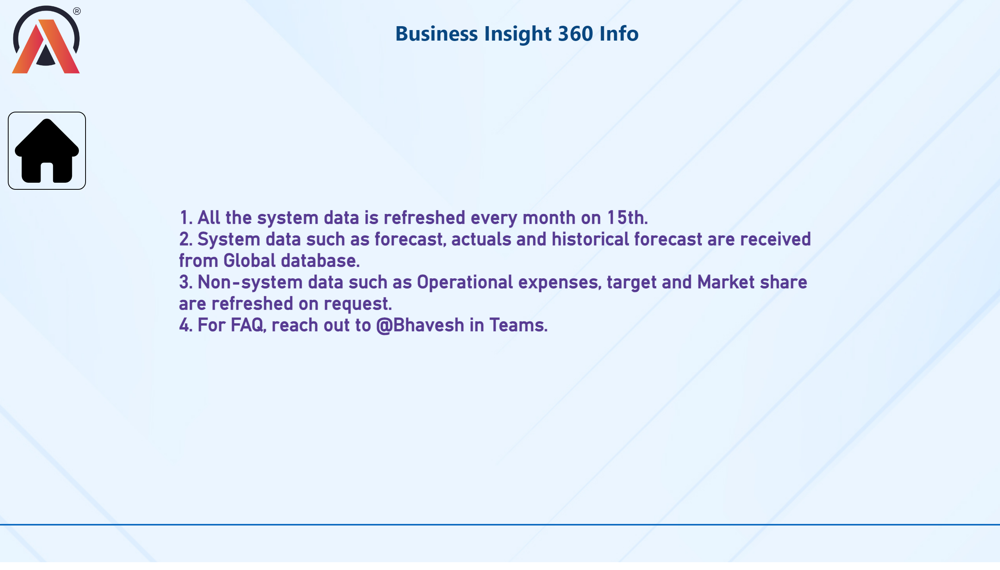 ®
Business Insight 360 Info
1. All the system data is refreshed every month on 15th.
2. System data such as forecast, actuals and historical forecast are received
from Global database.
3. Non-system data such as Operational expenses, target and Market share
are refreshed on request.
4. For FAQ, reach out to @Bhavesh in Teams.